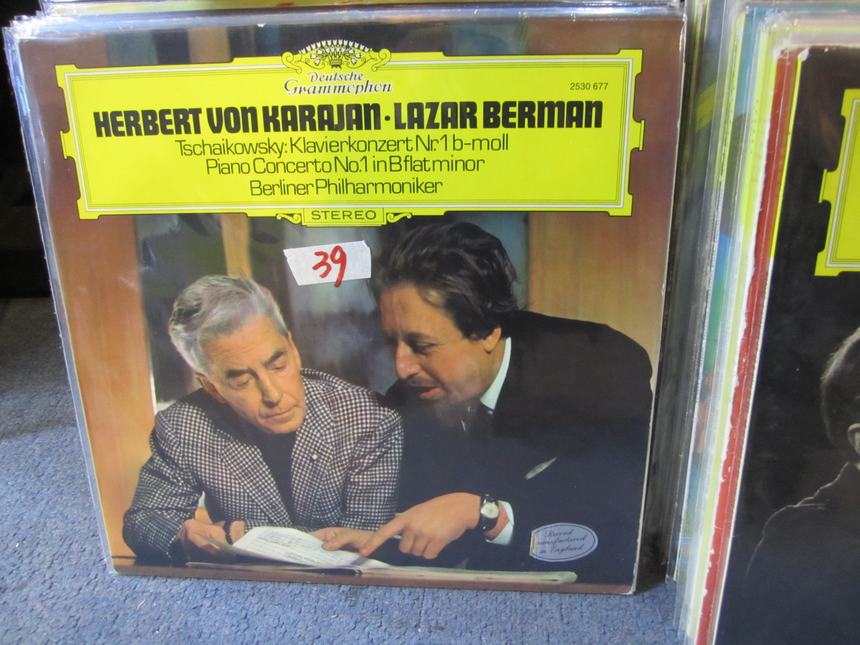 Deutsche
Grammophon
2530 677
HERBERT VON KARAJAN · LAZAR BERMAN
Tschaikowsky: Klavierkonzert Nr.1 b-moll
Piano Concerto No.1 in B flat minor
Berliner Philharmoniker
STEREO
39
Record
manufactured
in England